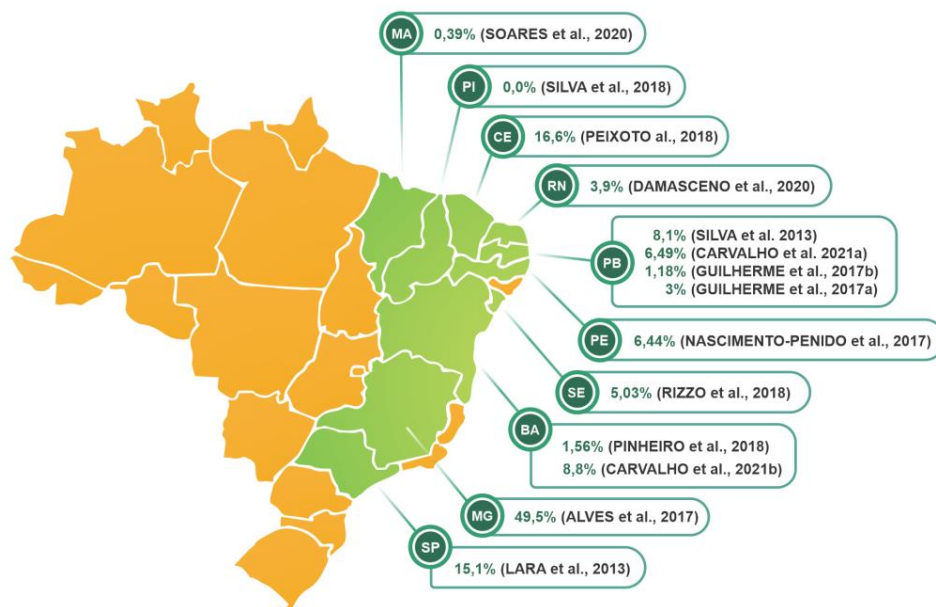 MA 0,39% (SOARES et al., 2020)
PI 0,0% (SILVA et al., 2018)
CE 16,6% (PEIXOTO al., 2018)
RN 3,9% (DAMASCENO et al., 2020)
8,1% (SILVA et al. 2013)
6,49% (CARVALHO et al. 2021a)
PB 1,18% (GUILHERME et al., 2017b)
3% (GUILHERME et al., 2017a)
PE 6,44% (NASCIMENTO-PENIDO et al., 2017)
SE 5,03% (RIZZO et al., 2018)
BA 1,56% (PINHEIRO et al., 2018)
8,8% (CARVALHO et al., 2021b)
MG 49,5% (ALVES et al., 2017)
SP 15,1% (LARA et al., 2013)